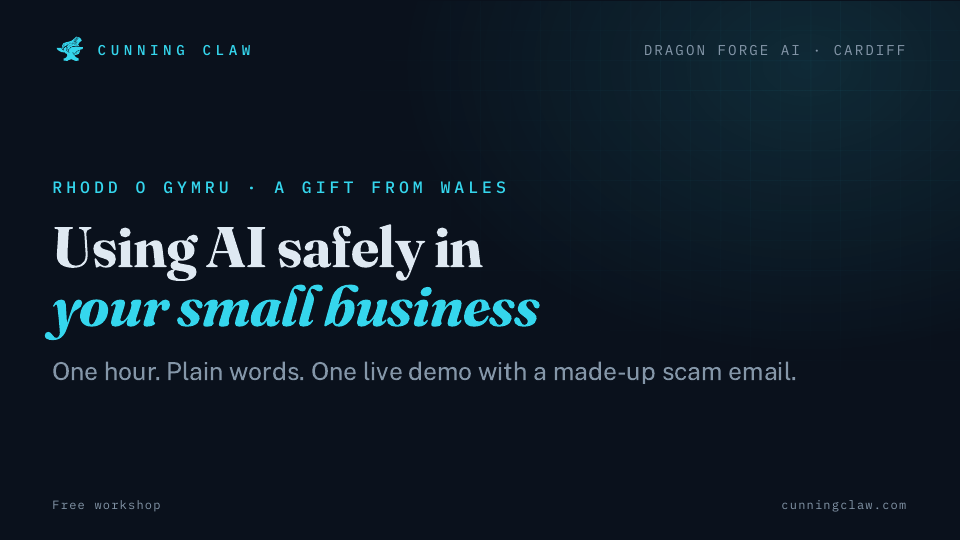 CUNNING CLAW
DRAGON FORGE AI · CARDIFF
RHODD O GYMRU · A GIFT FROM WALES
Using AI safely in
your small business
One hour. Plain words. One live demo with a made-up scam email.
Free workshop
cunningclaw.com